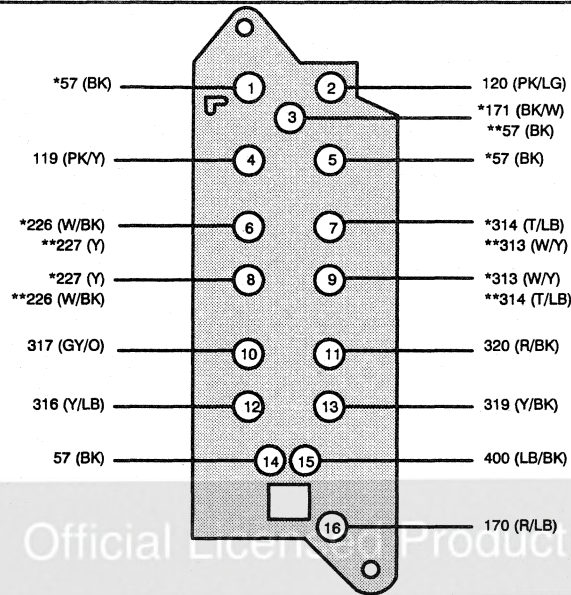 *57 (BK)
1
2
120 (PK/LG)
3
*171 (BK/W)
**57 (BK)
119 (PK/Y)
4
5
*57 (BK)
*226 (W/BK)
**227 (Y)
6
7
*314 (T/LB)
**313 (W/Y)
*227 (Y)
**226 (W/BK)
8
9
*313 (W/Y)
**314 (T/LB)
317 (GY/O)
10
11
320 (R/BK)
316 (Y/LB)
12
13
319 (Y/BK)
57 (BK)
14
15
400 (LB/BK)
16
170 (R/LB)
Official Licensed Product